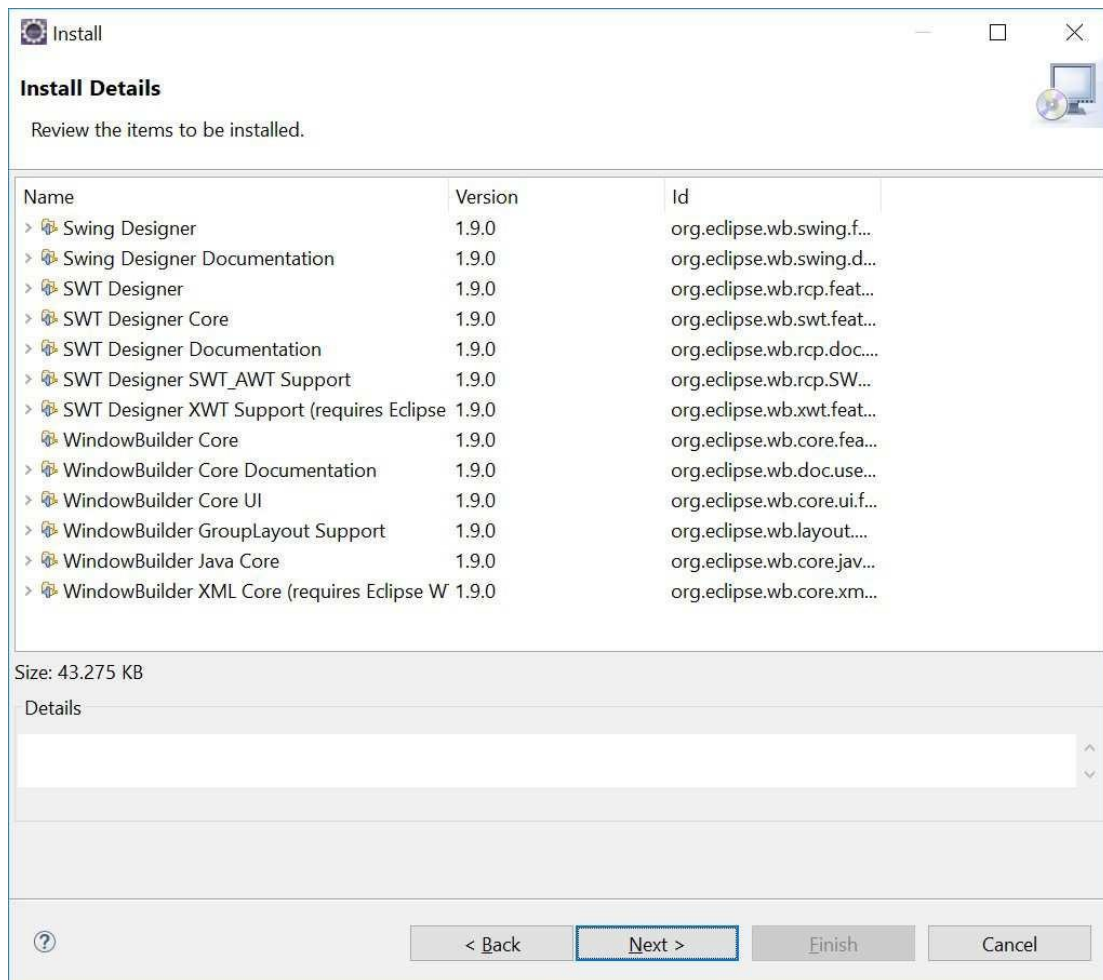 Install
Install Details
Review the items to be installed.
Name Version Id
Swing Designer 1.9.0 org.eclipse.wb.swing.f...
Swing Designer Documentation 1.9.0 org.eclipse.wb.swing.d...
SWT Designer 1.9.0 org.eclipse.wb.rcp.feat...
SWT Designer Core 1.9.0 org.eclipse.wb.swt.feat...
SWT Designer Documentation 1.9.0 org.eclipse.wb.rcp.doc....
SWT Designer SWT_AWT Support 1.9.0 org.eclipse.wb.rcp.SW...
SWT Designer XWT Support (requires Eclipse 1.9.0 org.eclipse.wb.xwt.feat...
WindowBuilder Core 1.9.0 org.eclipse.wb.core.fea...
WindowBuilder Core Documentation 1.9.0 org.eclipse.wb.doc.use...
WindowBuilder Core UI 1.9.0 org.eclipse.wb.core.ui.f...
WindowBuilder GroupLayout Support 1.9.0 org.eclipse.wb.layout....
WindowBuilder Java Core 1.9.0 org.eclipse.wb.core.jav...
WindowBuilder XML Core (requires Eclipse W 1.9.0 org.eclipse.wb.core.xm...
Size: 43.275 KB
Details
? < Back Next > Finish Cancel